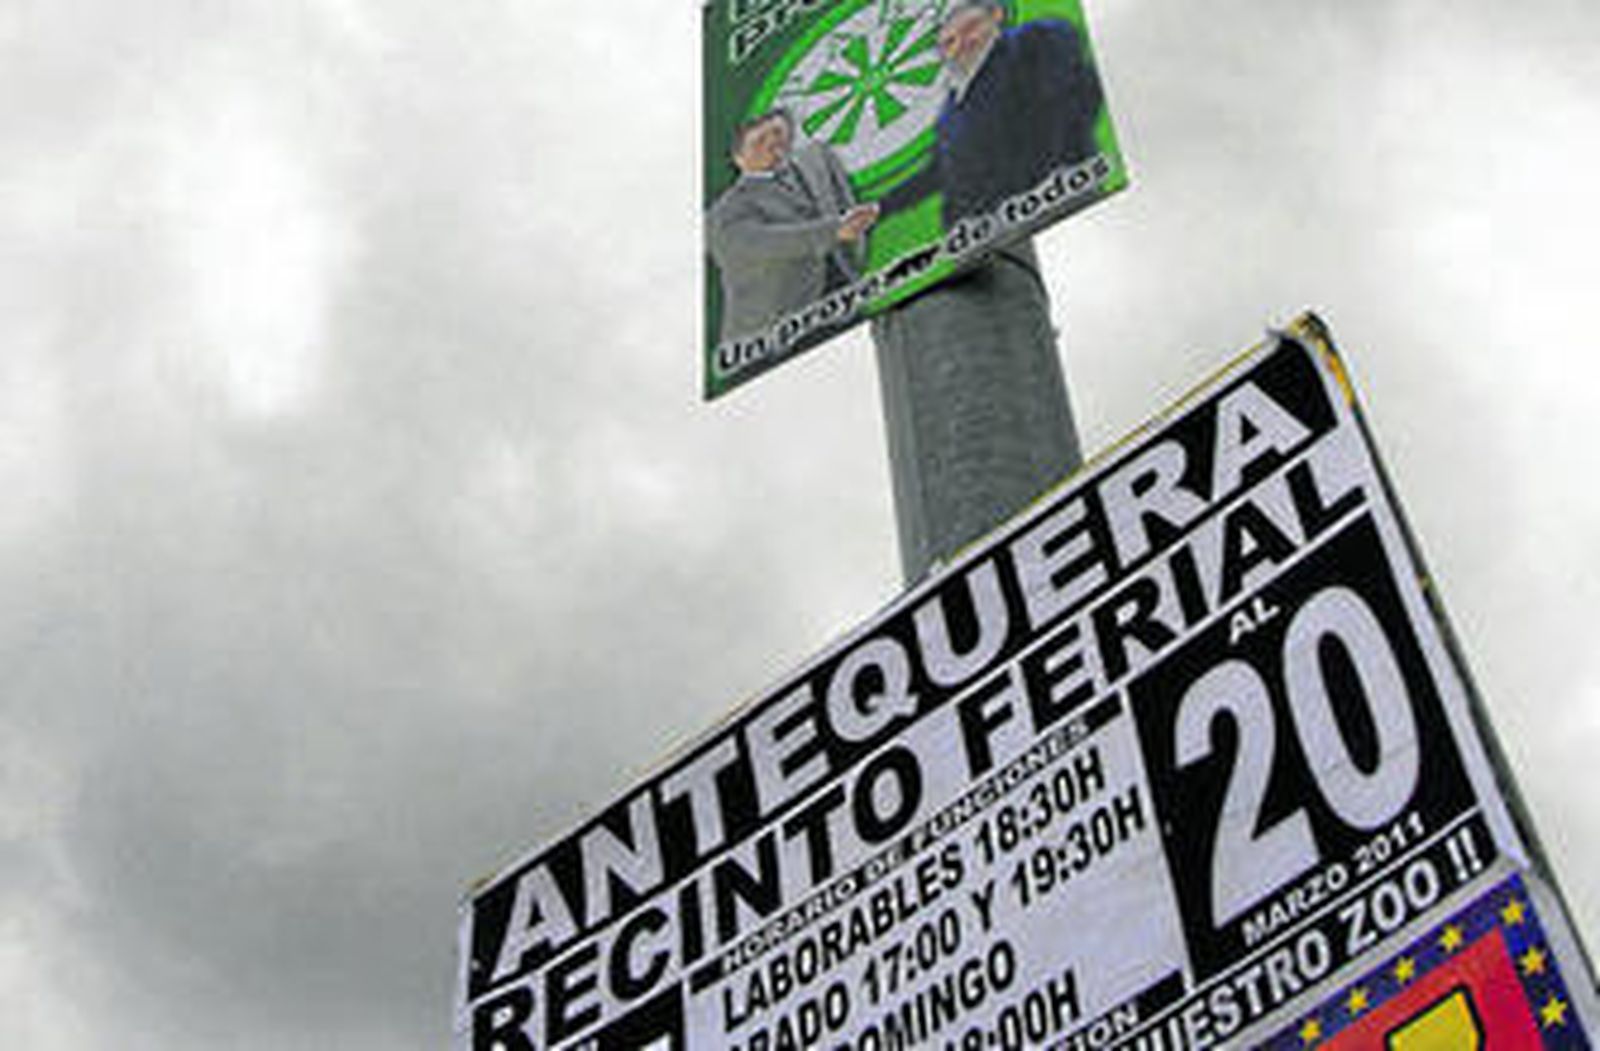 Un proyecto de todos
ANTEQUERA
RECINTO FERIAL
HORARIO DE FUNCIONES
LABORABLES 18:30H
17:00 Y 19:30H
DOMINGO
AL
20
MARZO 2011
NUESTRO ZOO !!